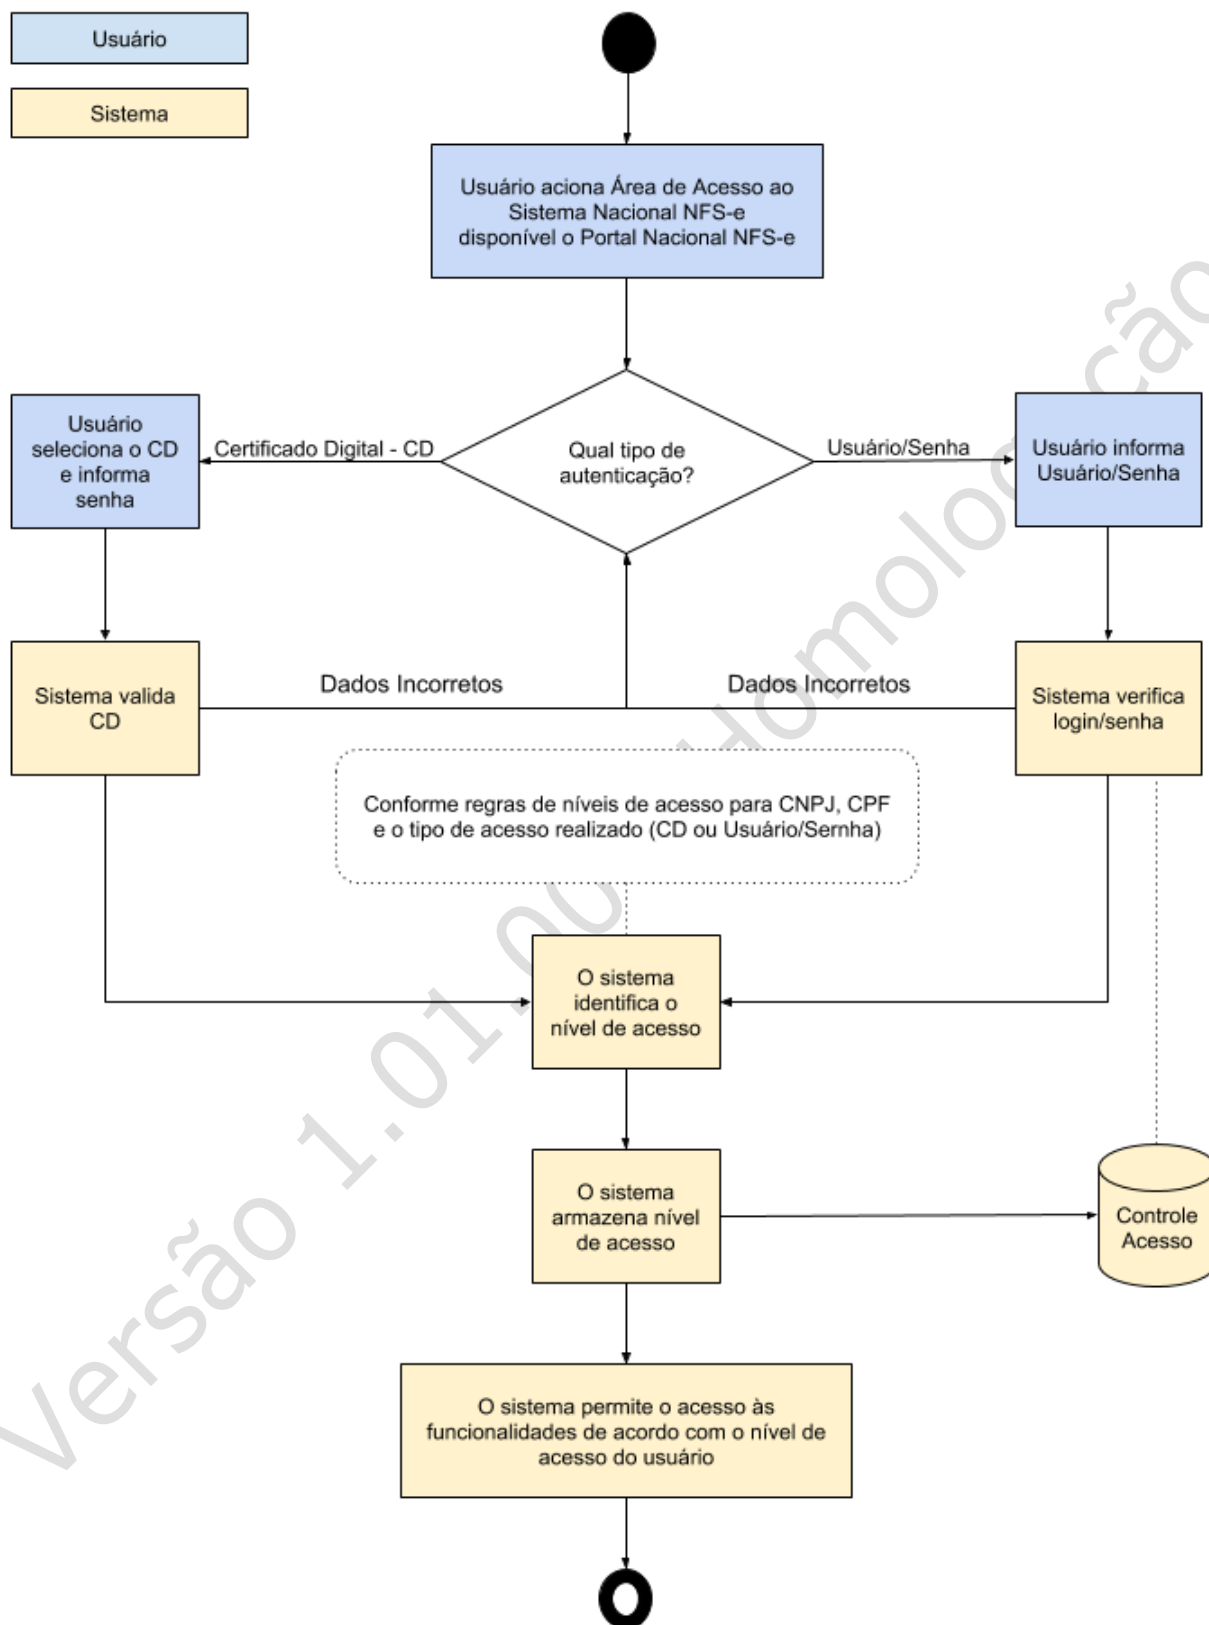 Usuário
Sistema
Usuário aciona Área de Acesso ao
Sistema Nacional NFS-e
disponível o Portal Nacional NFS-e
Qual tipo de
autenticação?
Certificado Digital - CD
Usuário/Senha
Usuário
seleciona o CD
e informa
senha
Usuário informa
Usuário/Senha
Sistema valida
CD
Dados Incorretos
Dados Incorretos
Sistema verifica
login/senha
Conforme regras de níveis de acesso para CNPJ, CPF
e o tipo de acesso realizado (CD ou Usuário/Sernha)
O sistema
identifica o
nível de acesso
O sistema
armazena nível
de acesso
Controle
Acesso
O sistema permite o acesso às
funcionalidades de acordo com o nível de
acesso do usuário
Versão 1.01.00